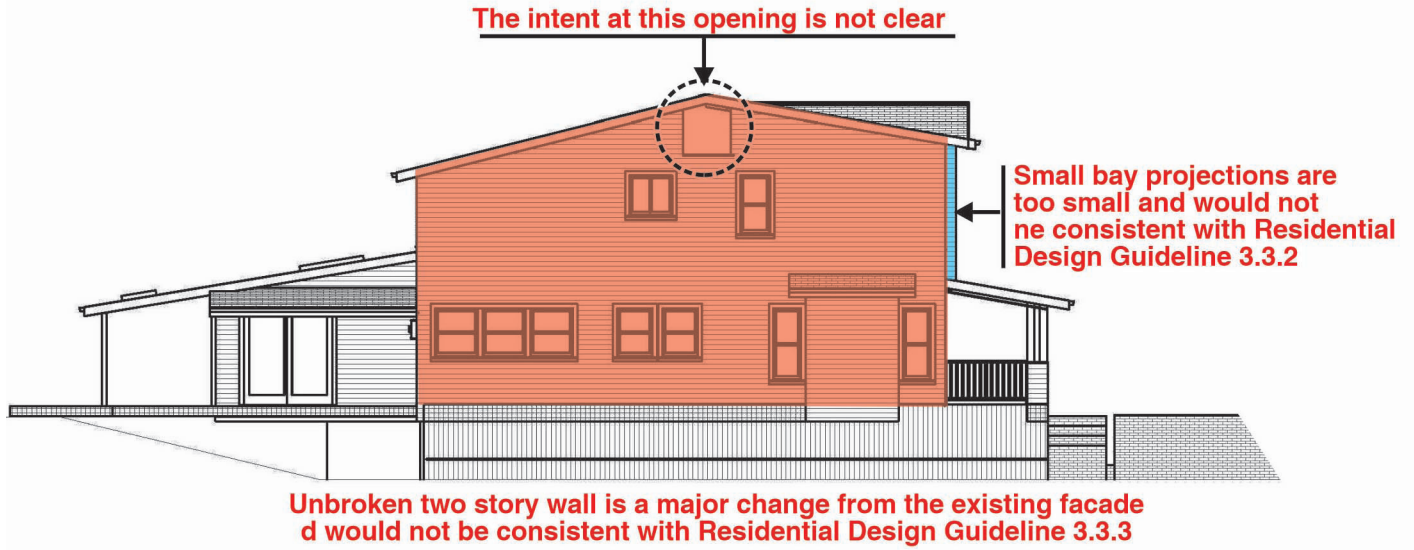 The intent at this opening is not clear
Small bay projections are
too small and would not
ne consistent with Residential
Design Guideline 3.3.2
Unbroken two story wall is a major change from the existing facade
d would not be consistent with Residential Design Guideline 3.3.3